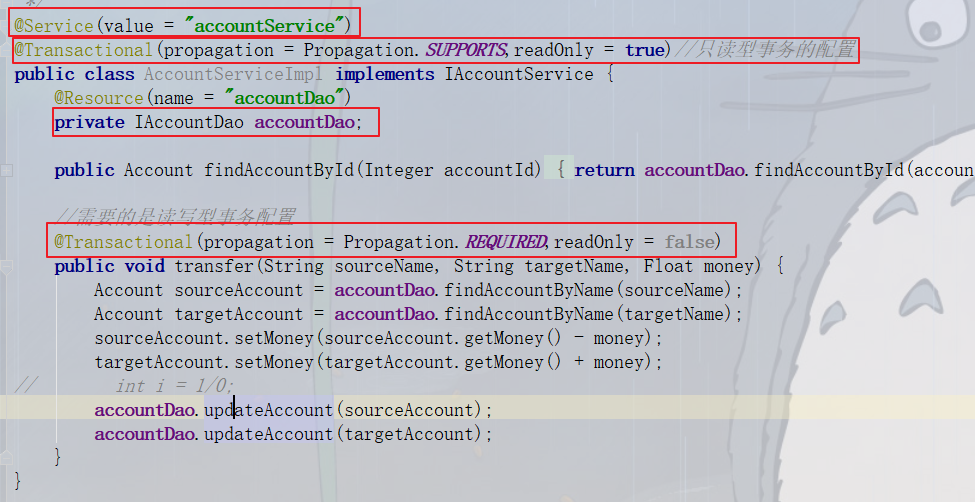 */
@Service(value = "accountService")
@Transactional(propagation = Propagation.SUPPORTS,readOnly = true)//只读型事务的配置
public class AccountServiceImpl implements IAccountService {
@Resource(name = "accountDao")
private IAccountDao accountDao;
public Account findAccountById(Integer accountId) { return accountDao.findAccountById(accoun
//需要的是读写型事务配置
@Transactional(propagation = Propagation.REQUIRED,readOnly = false)
public void transfer(String sourceName, String targetName, Float money) {
Account sourceAccount = accountDao.findAccountByName(sourceName);
Account targetAccount = accountDao.findAccountByName(targetName);
sourceAccount.setMoney(sourceAccount.getMoney() - money);
targetAccount.setMoney(targetAccount.getMoney() + money);
// int i = 1/0;
accountDao.updateAccount(sourceAccount);
accountDao.updateAccount(targetAccount);
}
}